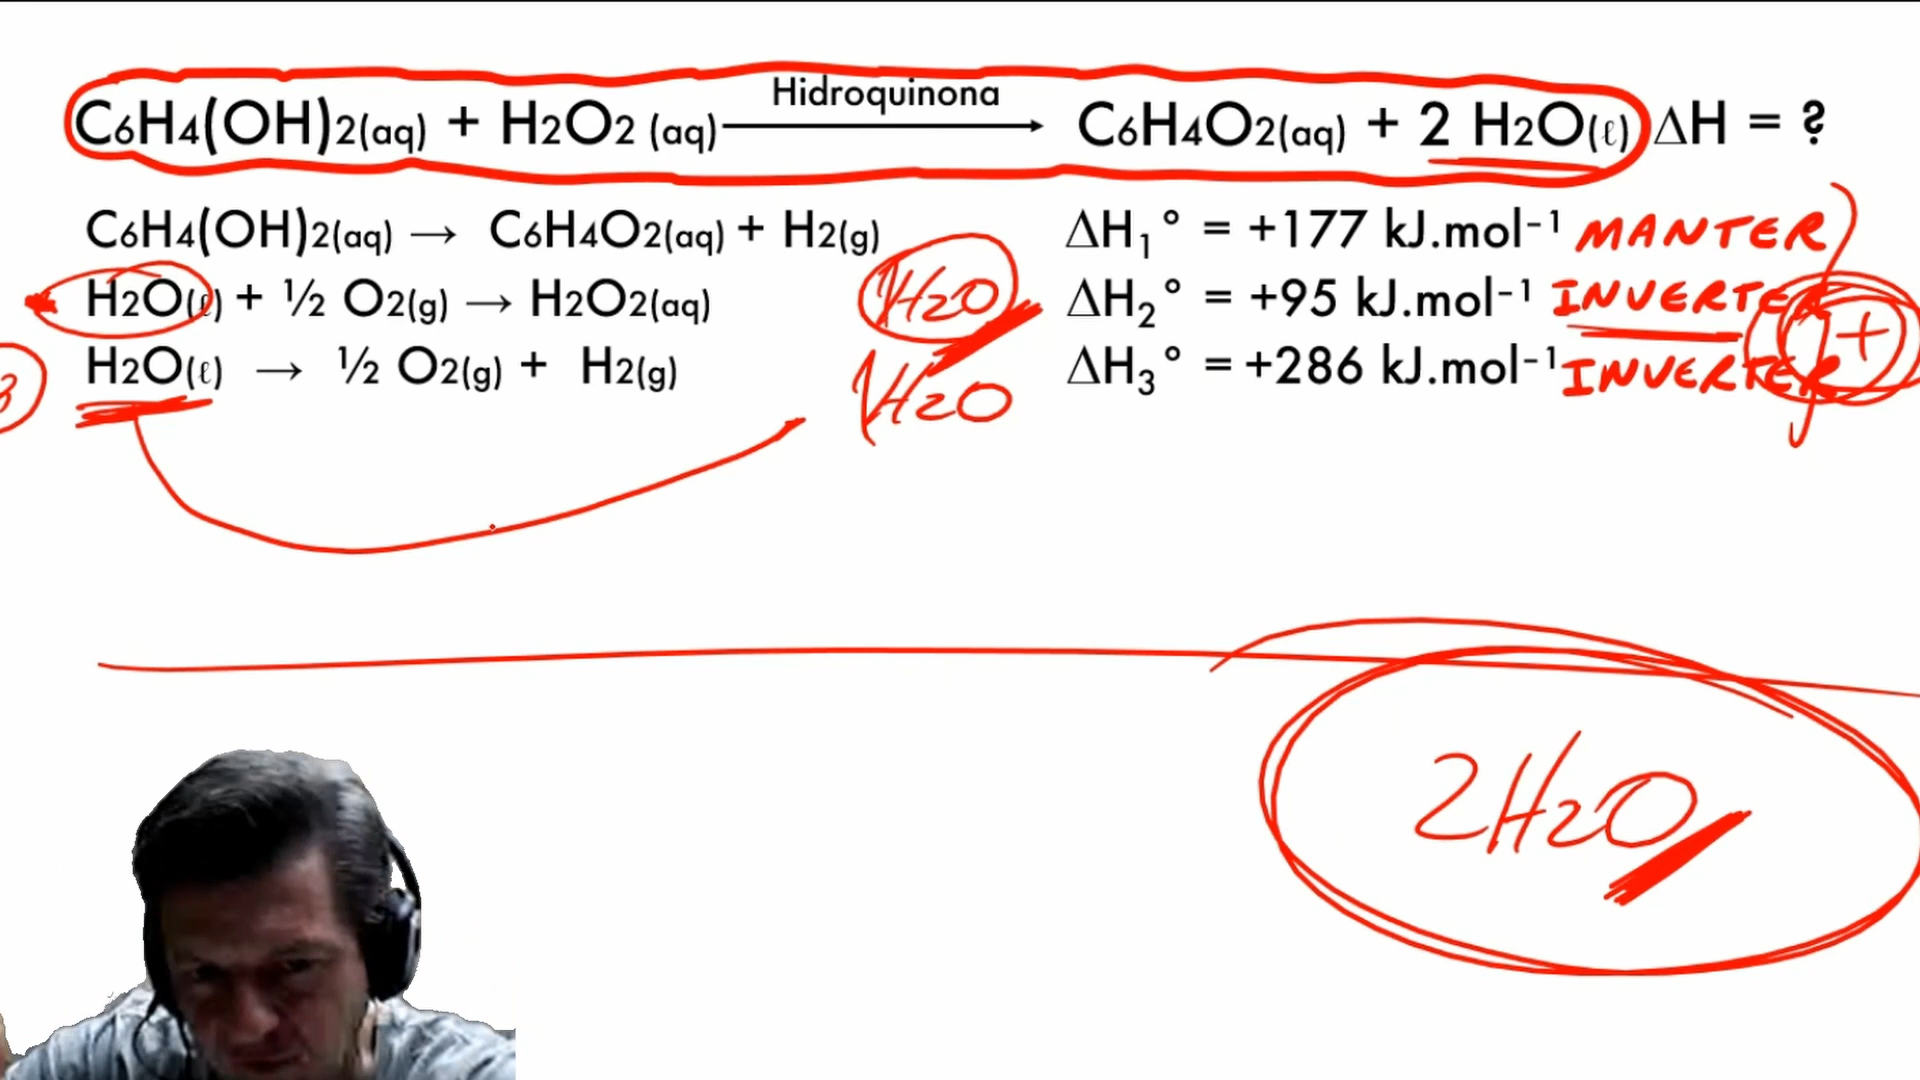 Hidroquinona
C6H4(OH)2(aq) + H2O2 (aq) ⟶ C6H4O2(aq) + 2 H2O(ℓ) ΔH = ?
C6H4(OH)2(aq) → C6H4O2(aq) + H2(g) ΔH₁° = +177 kJ.mol⁻¹ MANTER
H2O(ℓ) + ½ O2(g) → H2O2(aq) H2O ΔH₂° = +95 kJ.mol⁻¹ INVERTER +
H2O(ℓ) → ½ O2(g) + H2(g) H2O ΔH₃° = +286 kJ.mol⁻¹ INVERTER
2H2O